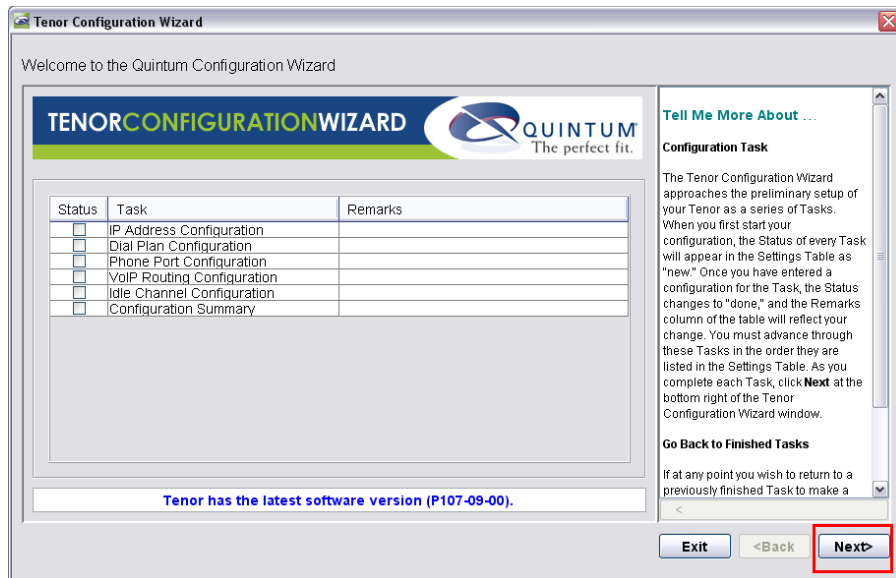 Tenor Configuration Wizard
Welcome to the Quintum Configuration Wizard
TENORCONFIGURATIONWIZARD
QUINTUM
The perfect fit.
Status Task Remarks
IP Address Configuration
Dial Plan Configuration
Phone Port Configuration
VoIP Routing Configuration
Idle Channel Configuration
Configuration Summary
Tenor has the latest software version (P107-09-00).
Tell Me More About ...
Configuration Task
The Tenor Configuration Wizard
approaches the preliminary setup of
your Tenor as a series of Tasks.
When you first start your
configuration, the Status of every Task
will appear in the Settings Table as
"new." Once you have entered a
configuration for the Task, the Status
changes to "done," and the Remarks
column of the table will reflect your
change. You must advance through
these Tasks in the order they are
listed in the Settings Table. As you
complete each Task, click Next at the
bottom right of the Tenor
Configuration Wizard window.
Go Back to Finished Tasks
If at any point you wish to return to a
previously finished Task to make a
<
Exit <Back Next>